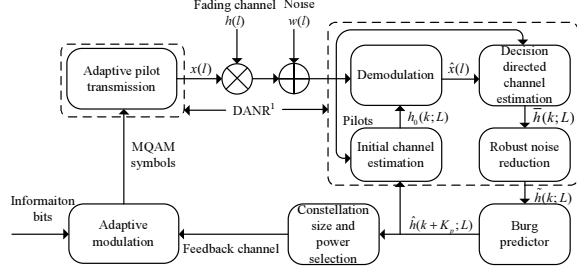 Fading channel
h(l)
Noise
w(l)
Adaptive pilot
transmission
x(l)
Demodulation
x̂(l)
Decision
directed
channel
estimation
DANR¹
Pilots
h₀(k;L)
h̅(k;L)
MQAM
symbols
Initial channel
estimation
Robust noise
reduction
Informaiton
bits
h̃(k;L)
Adaptive
modulation
Feedback channel
Constellation
size and
power
selection
ĥ(k+Kₚ;L)
Burg
predictor